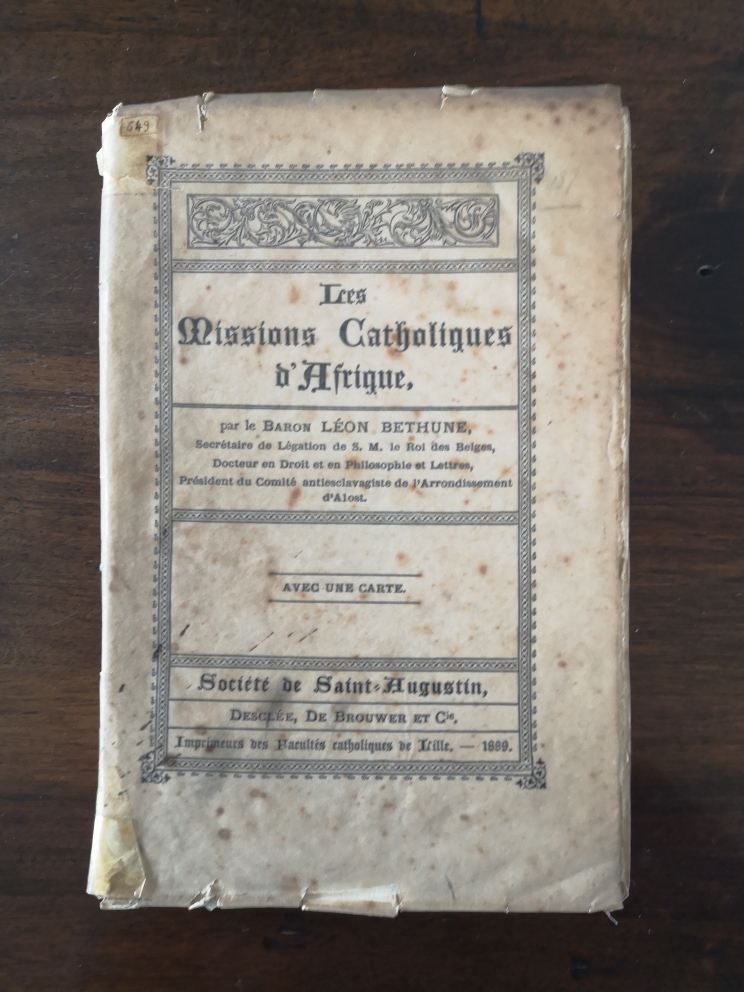 649
Les
Missions Catholiques
d'Afrique,
par le BARON LÉON BETHUNE,
Secrétaire de Légation de S. M. le Roi des Belges,
Docteur en Droit et en Philosophie et Lettres,
Président du Comité antiesclavagiste de l'Arrondissement
d'Alost.
AVEC UNE CARTE.
Société de Saint-Augustin,
DESCLÉE, DE BROUWER ET Cie.
Imprimeurs des Facultés catholiques de Lille. — 1889.